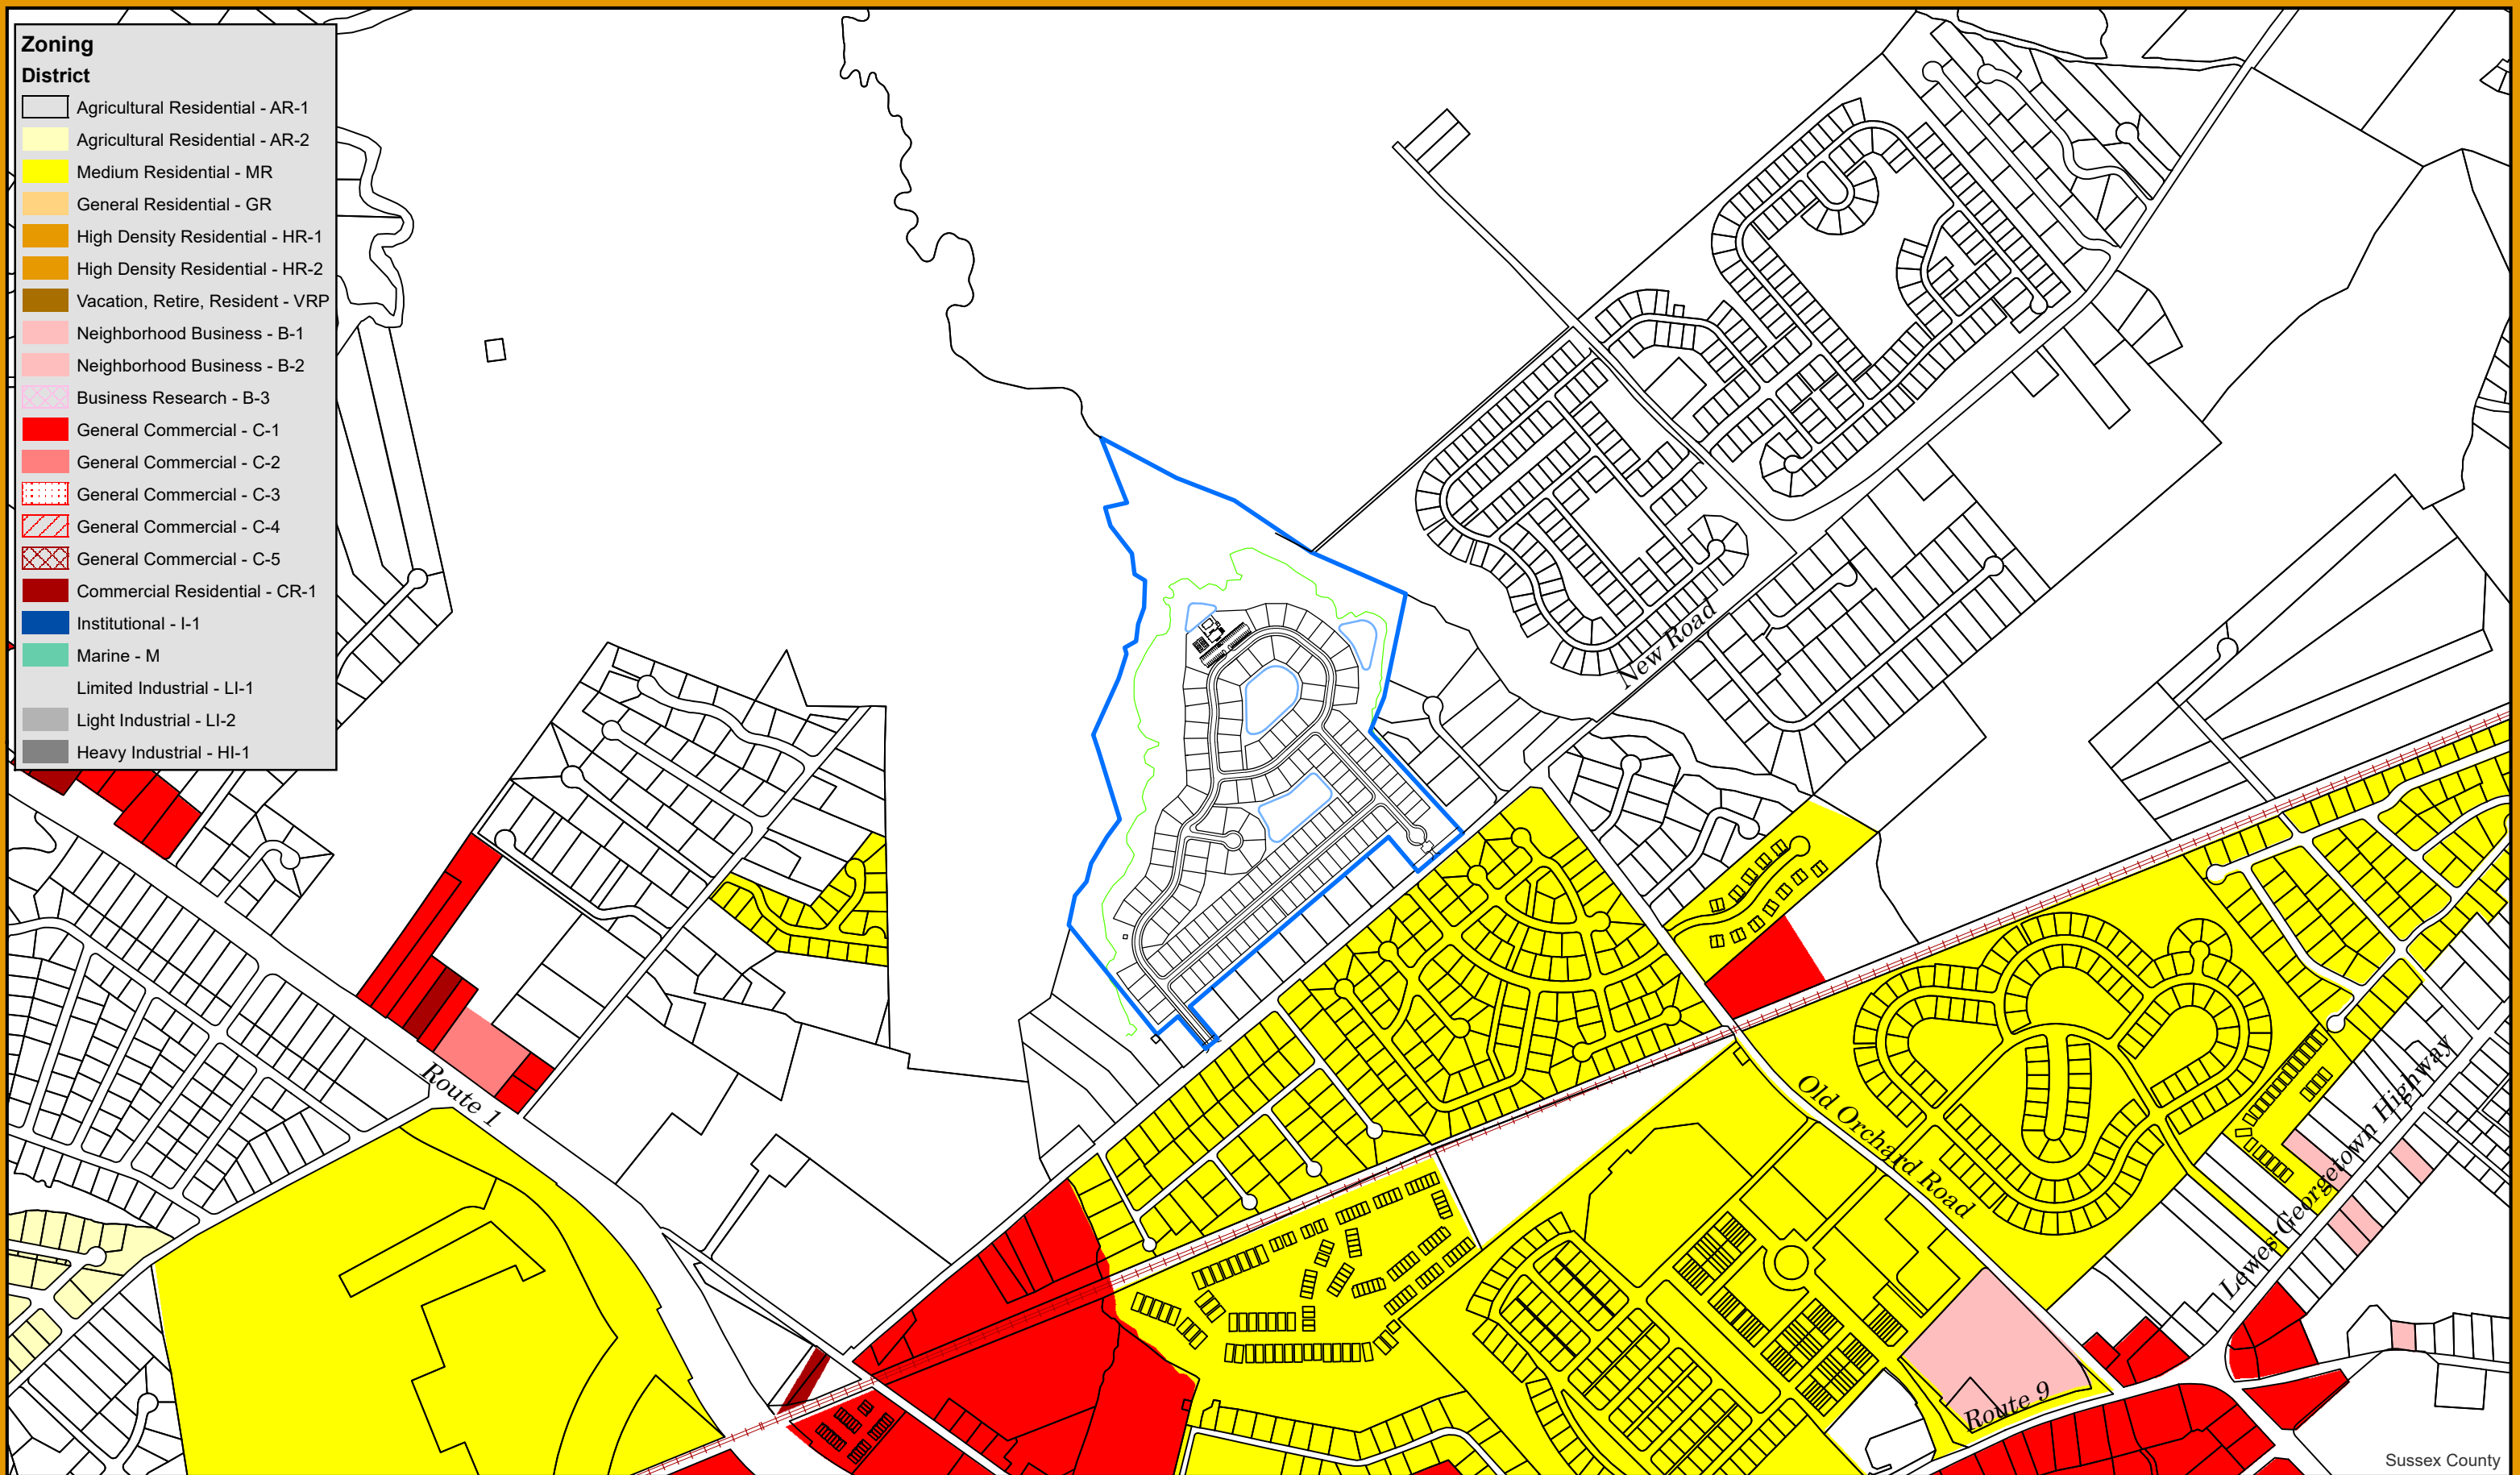 Zoning
District
Agricultural Residential - AR-1
Agricultural Residential - AR-2
Medium Residential - MR
General Residential - GR
High Density Residential - HR-1
High Density Residential - HR-2
Vacation, Retire, Resident - VRP
Neighborhood Business - B-1
Neighborhood Business - B-2
Business Research - B-3
General Commercial - C-1
General Commercial - C-2
General Commercial - C-3
General Commercial - C-4
General Commercial - C-5
Commercial Residential - CR-1
Institutional - I-1
Marine - M
Limited Industrial - LI-1
Light Industrial - LI-2
Heavy Industrial - HI-1
New Road
Route 1
Old Orchard Road
Lewes-Georgetown Highway
Route 9
Sussex County